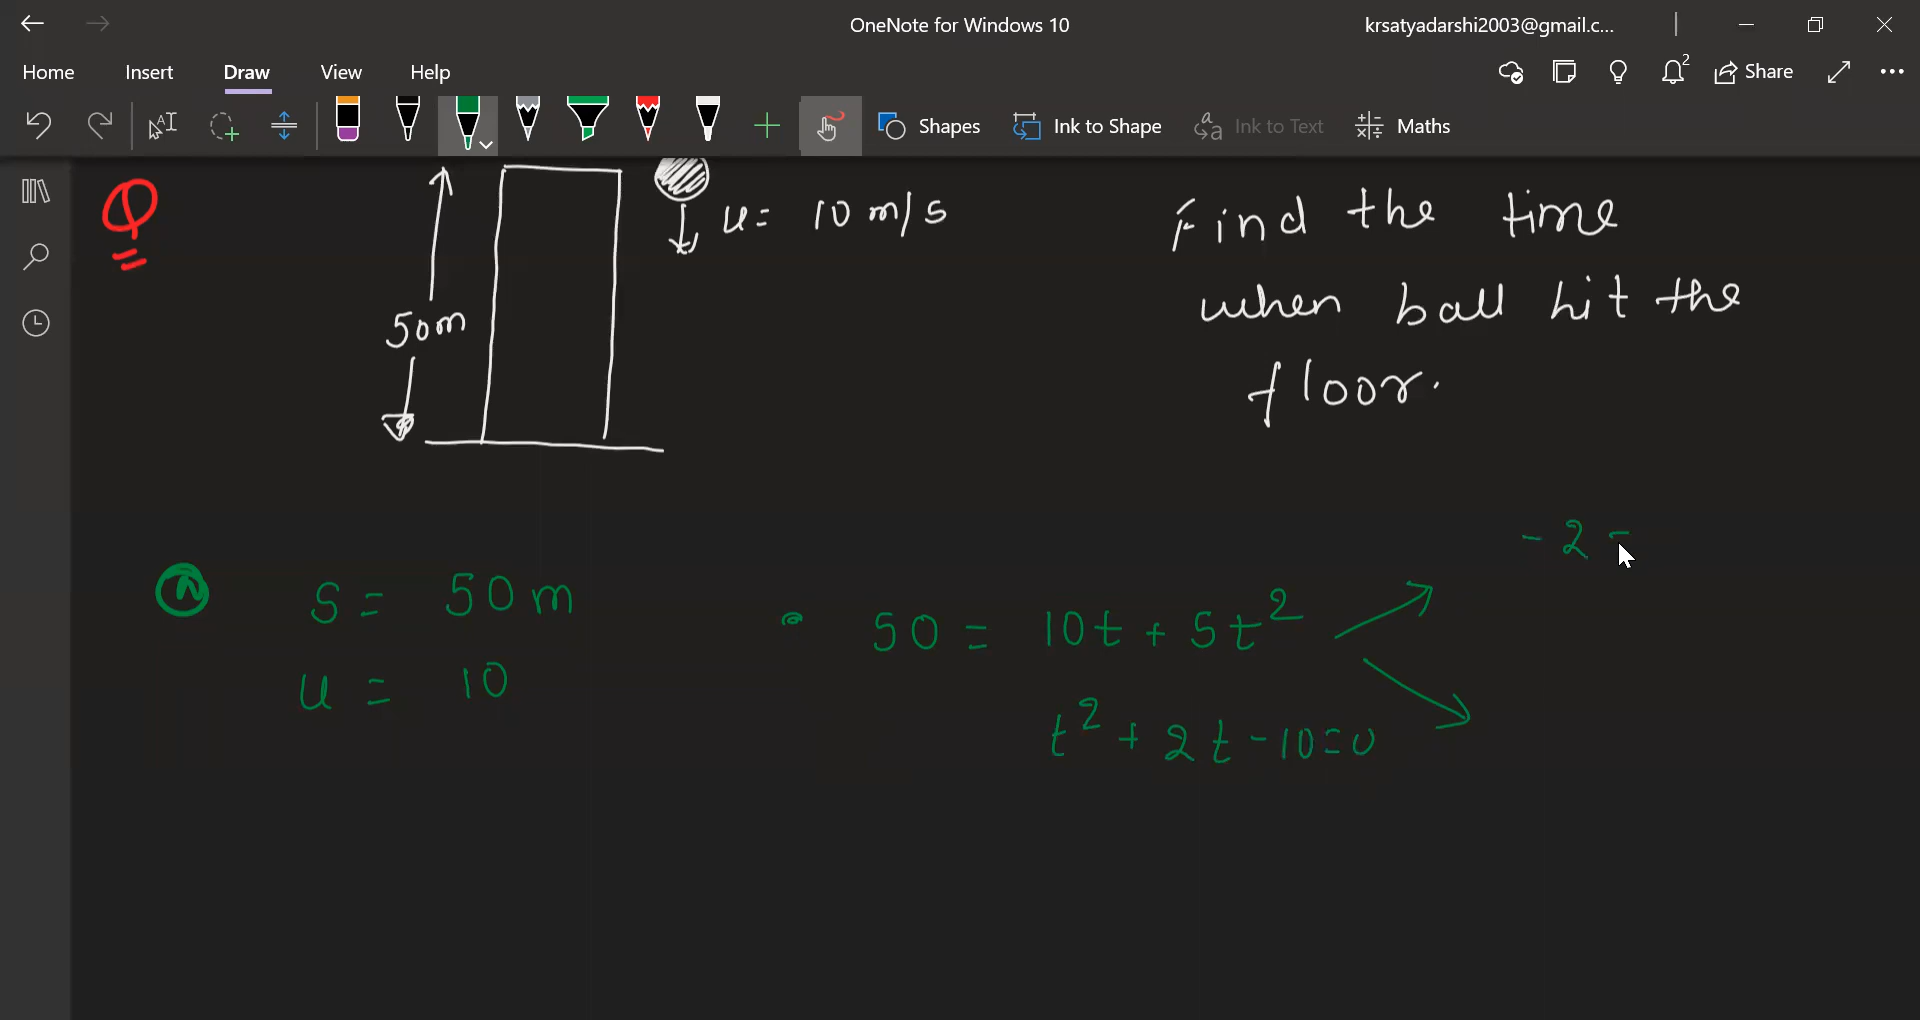 OneNote for Windows 10
krsatyadarshi2003@gmail.c...
Home Insert Draw View Help
2 Share
Shapes Ink to Shape Ink to Text Maths
Q
u = 10 m/s
50m
Find the time
when ball hit the
floor.
- 2 -
S = 50 m
u = 10
50 = 10t + 5t²
t² + 2t - 10 = 0